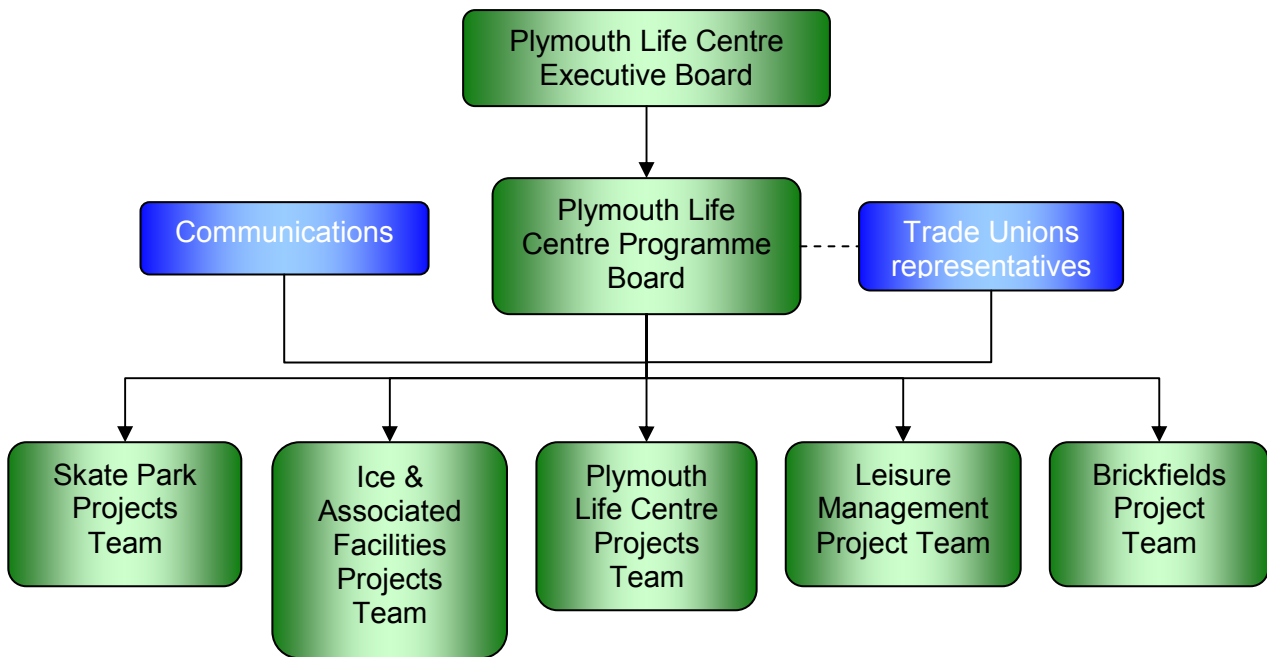 Plymouth Life Centre
Executive Board
Communications
Plymouth Life
Centre Programme
Board
Trade Unions
representatives
Skate Park
Projects
Team
Ice &
Associated
Facilities
Projects
Team
Plymouth
Life Centre
Projects
Team
Leisure
Management
Project Team
Brickfields
Project
Team